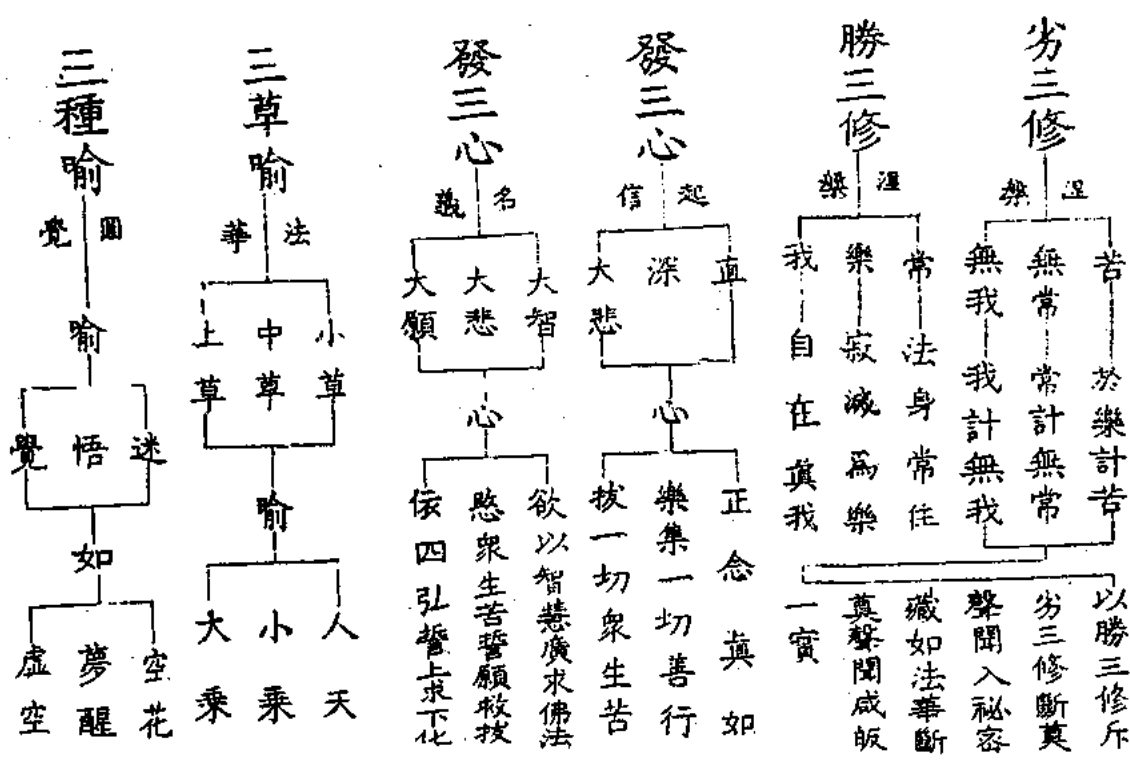 劣三修
涅槃
苦
於樂計苦
無常
常計無常
無我
我計無我
以勝三修斥
劣三修斷奠
聲聞入祕密
藏如法華斷
奠聲聞咸皈
一實
勝三修
涅槃
常
法身常住
樂
寂滅為樂
我
自在眞我
發三心
起信
直
深
大悲
心
正念眞如
樂集一切善行
拔一切衆生苦
發三心
名義
大智
大悲
大願
心
欲以智慧廣求佛法
愍衆生苦誓願救拔
依四弘誓上求下化
三草喻
法華
小草
中草
上草
喻
人天
小乘
大乘
三種喻
圓覺
喻
迷
悟
覺
如
空花
夢醒
虛空